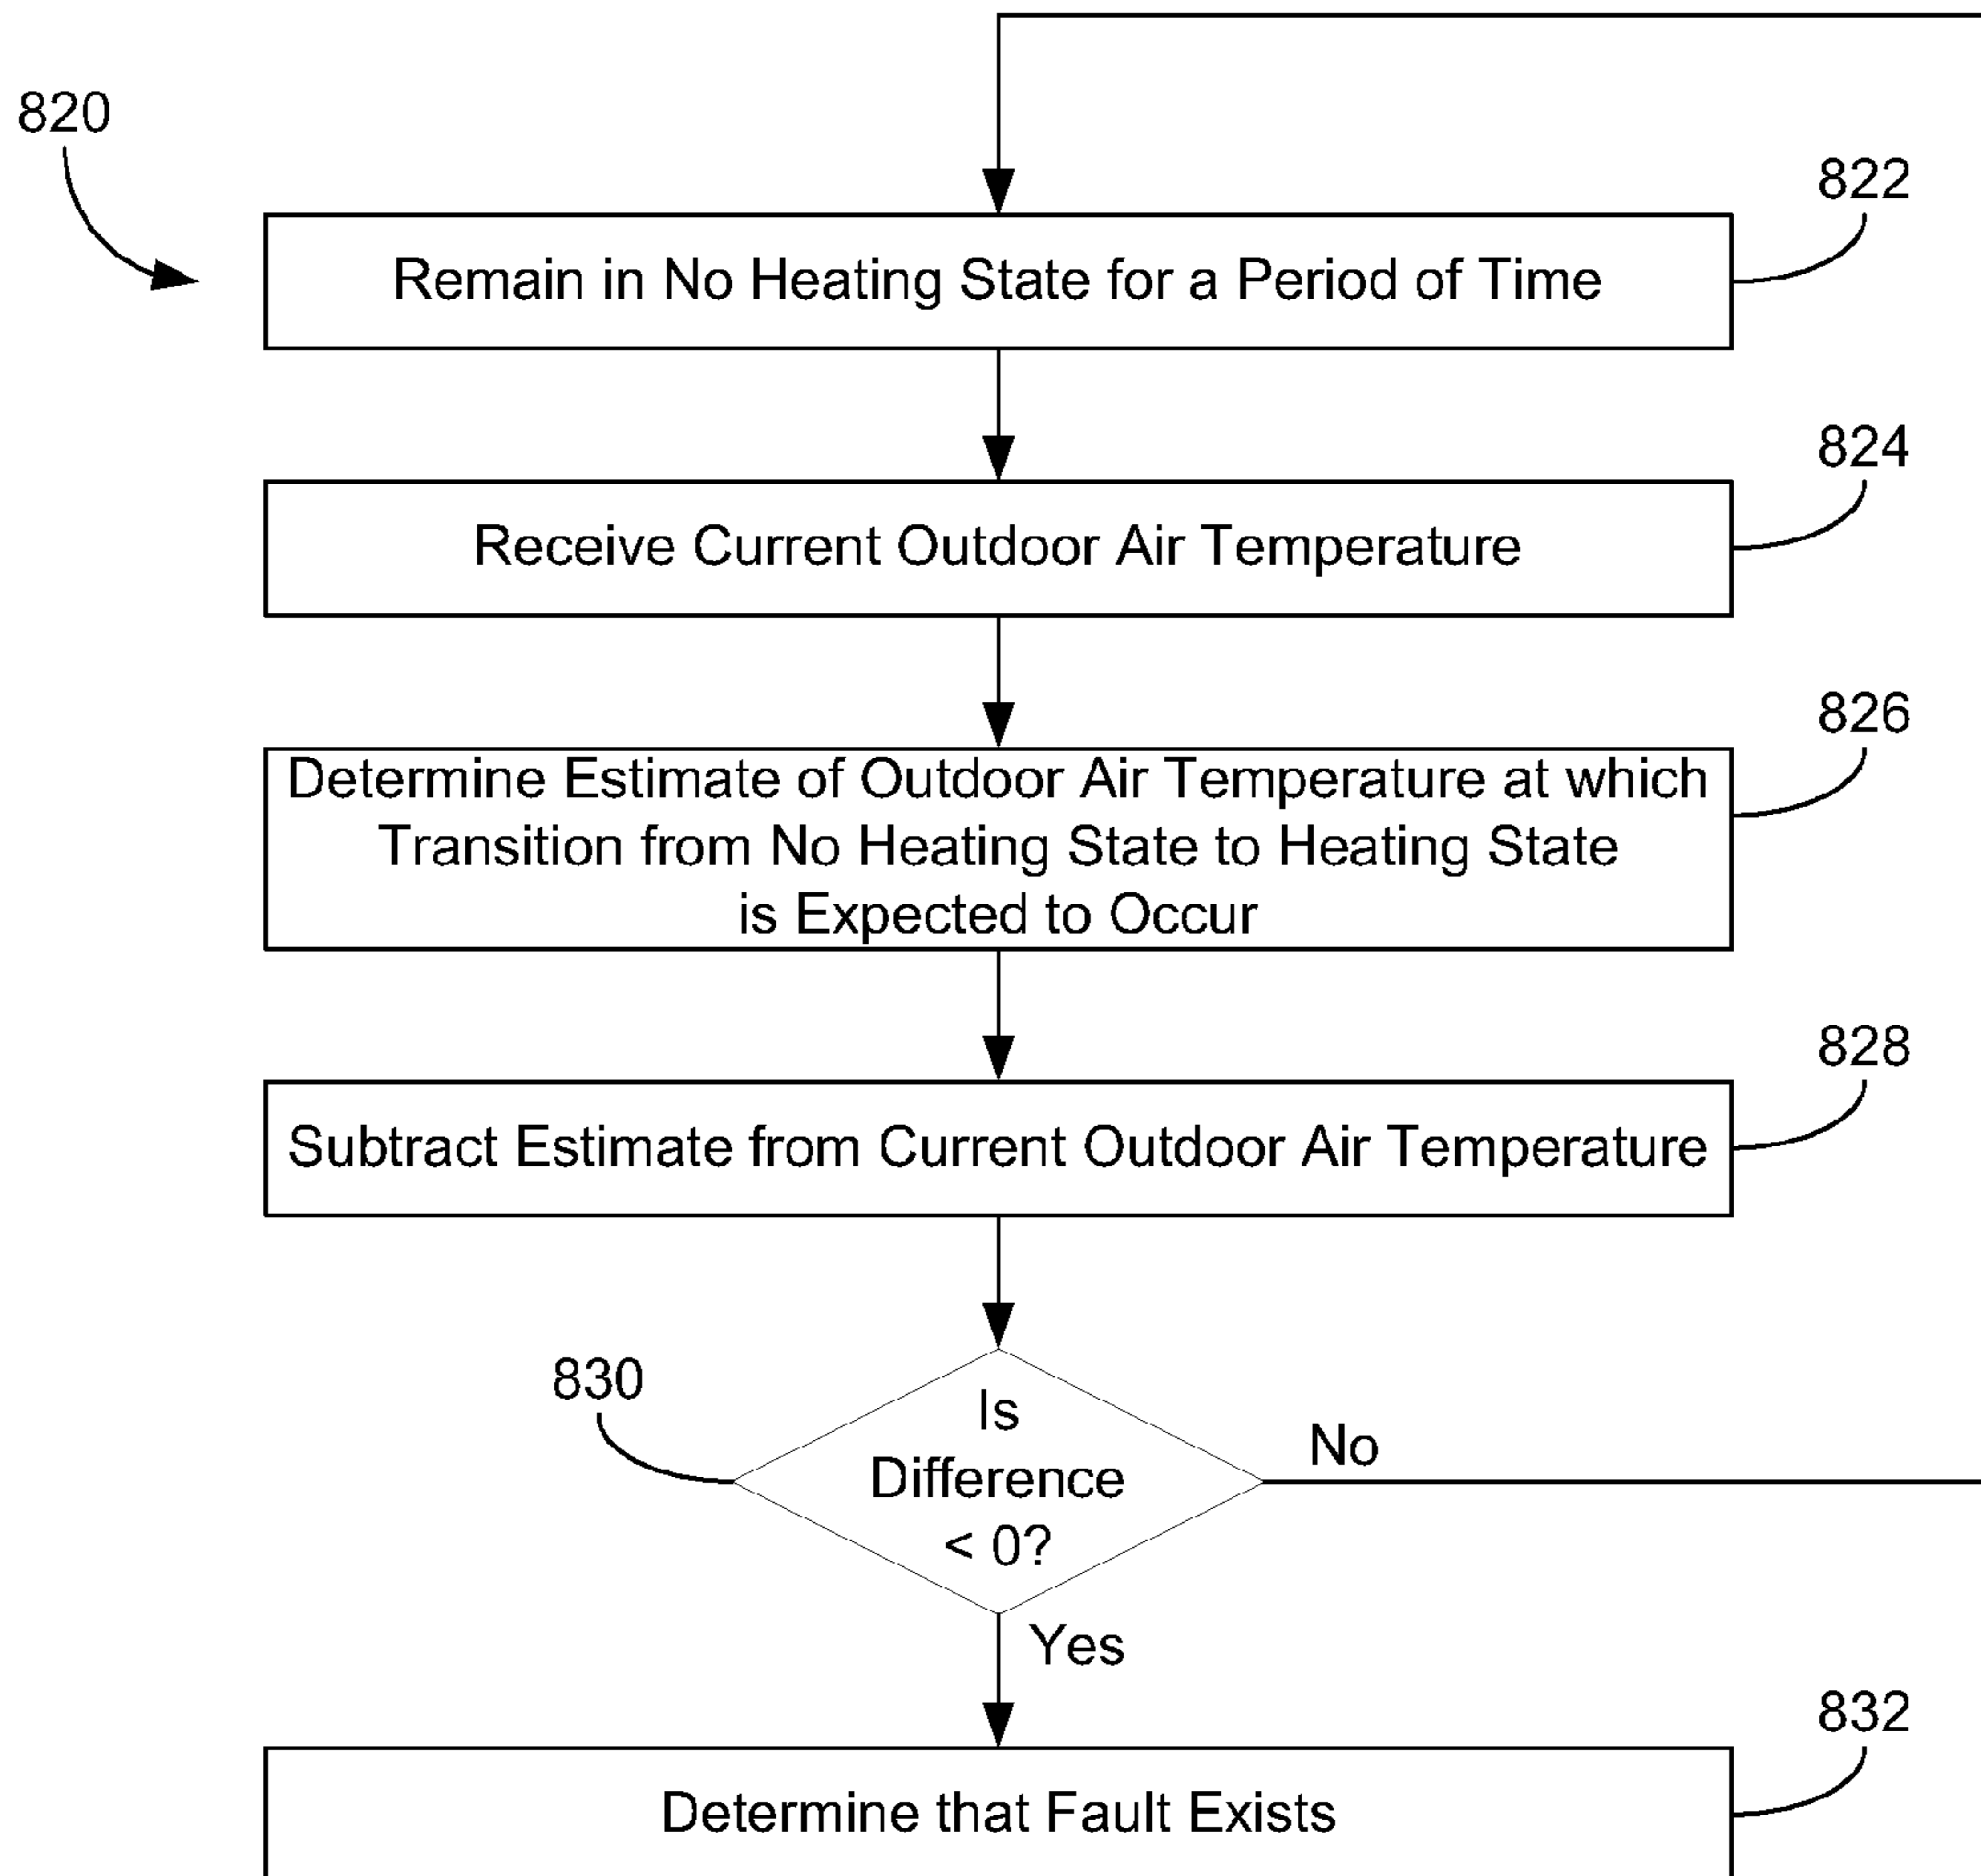 820
822
Remain in No Heating State for a Period of Time
824
Receive Current Outdoor Air Temperature
826
Determine Estimate of Outdoor Air Temperature at which
Transition from No Heating State to Heating State
is Expected to Occur
828
Subtract Estimate from Current Outdoor Air Temperature
830
Is
Difference
< 0?
No
Yes
832
Determine that Fault Exists